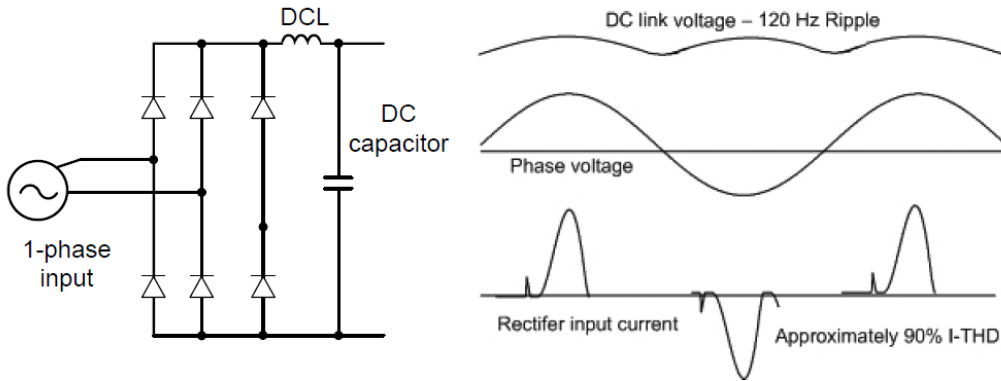 DCL
DC
capacitor
1-phase
input
DC link voltage – 120 Hz Ripple
Phase voltage
Rectifer input current
Approximately 90% I-THD